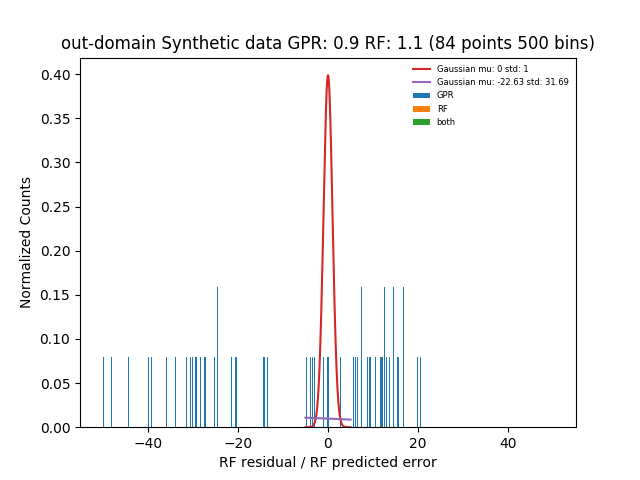 out-domain Synthetic data GPR: 0.9 RF: 1.1 (84 points 500 bins)
Gaussian mu: 0 std: 1
Gaussian mu: -22.63 std: 31.69
GPR
RF
both
Normalized Counts
0.40
0.35
0.30
0.25
0.20
0.15
0.10
0.05
0.00
−40 −20 0 20 40
RF residual / RF predicted error